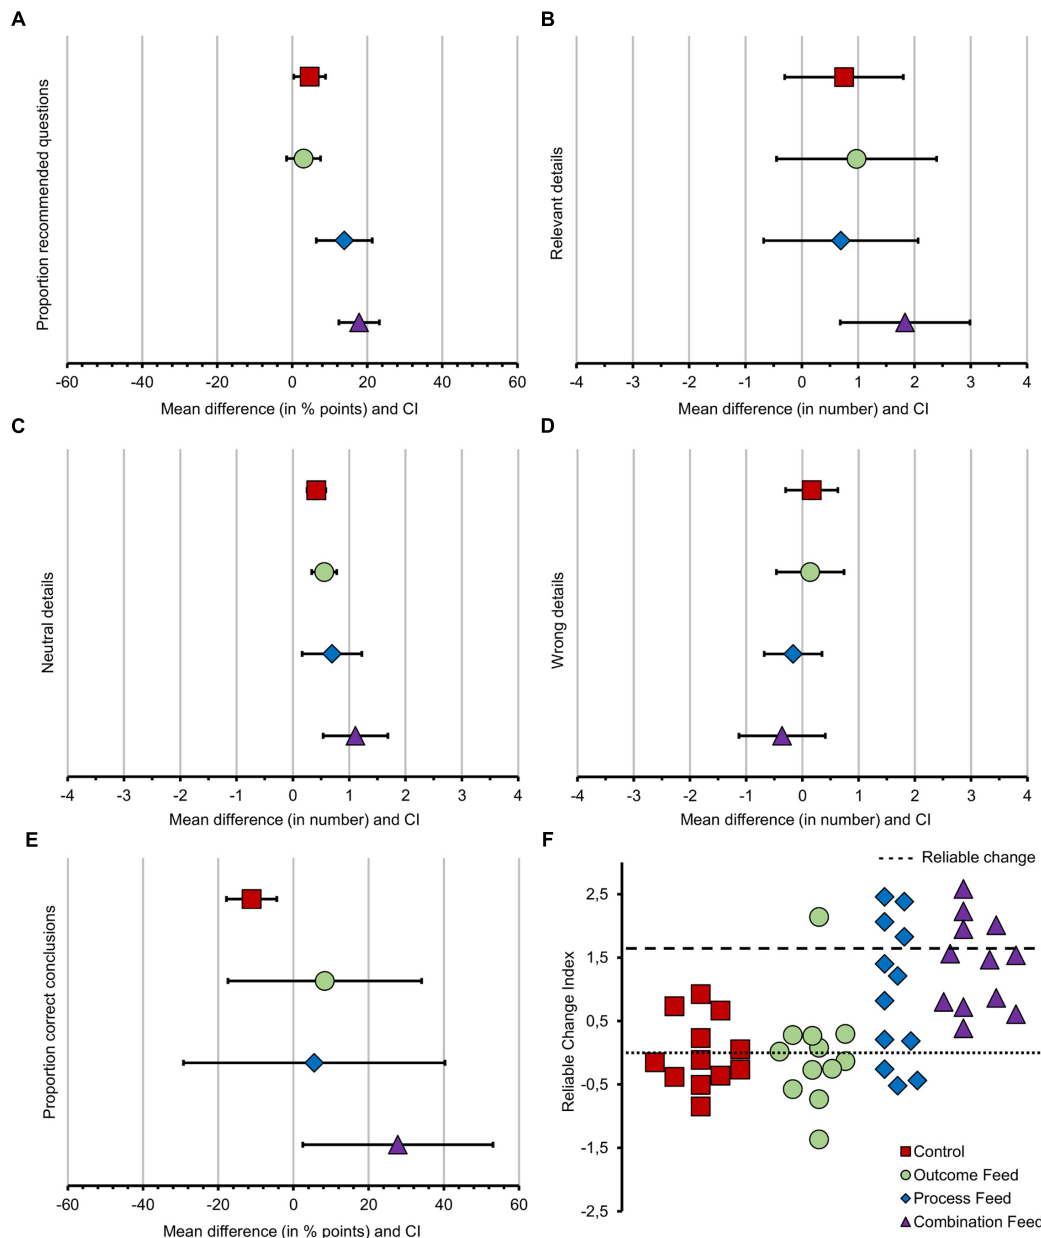 A
Proportion recommended questions
-60 -40 -20 0 20 40 60
Mean difference (in % points) and CI
B
Relevant details
-4 -3 -2 -1 0 1 2 3 4
Mean difference (in number) and CI
C
Neutral details
-4 -3 -2 -1 0 1 2 3 4
Mean difference (in number) and CI
D
Wrong details
-4 -3 -2 -1 0 1 2 3 4
Mean difference (in number) and CI
E
Proportion correct conclusions
-60 -40 -20 0 20 40 60
Mean difference (in % points) and CI
F
Reliable change
Reliable Change Index
2,5
1,5
0,5
-0,5
-1,5
-2,5
Control
Outcome Feed
Process Feed
Combination Feed